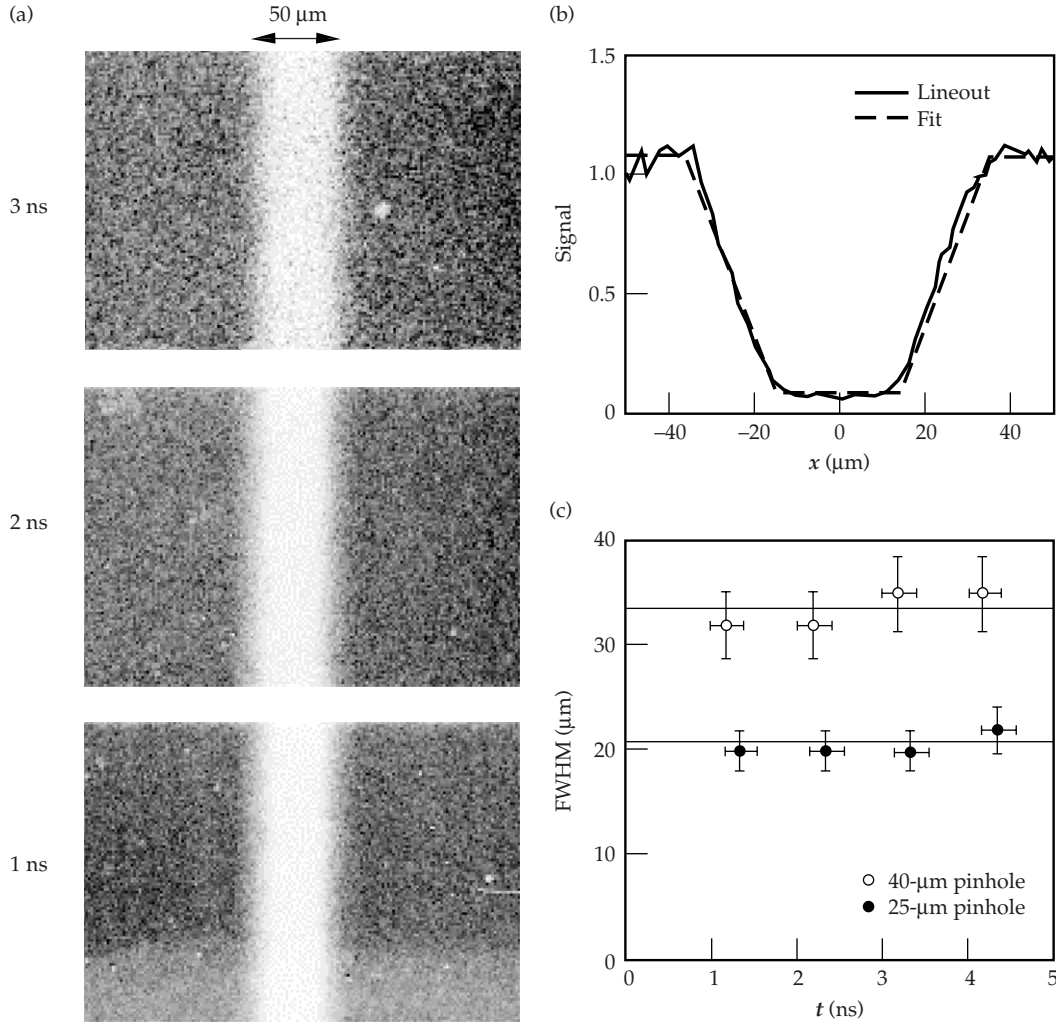 (a)
50 µm
3 ns
2 ns
1 ns
(b)
1.5
1.0
0.5
0
Signal
Lineout
Fit
–40
–20
0
20
40
x (µm)
(c)
40
30
20
10
0
FWHM (µm)
40-µm pinhole
25-µm pinhole
0
1
2
3
4
5
t (ns)